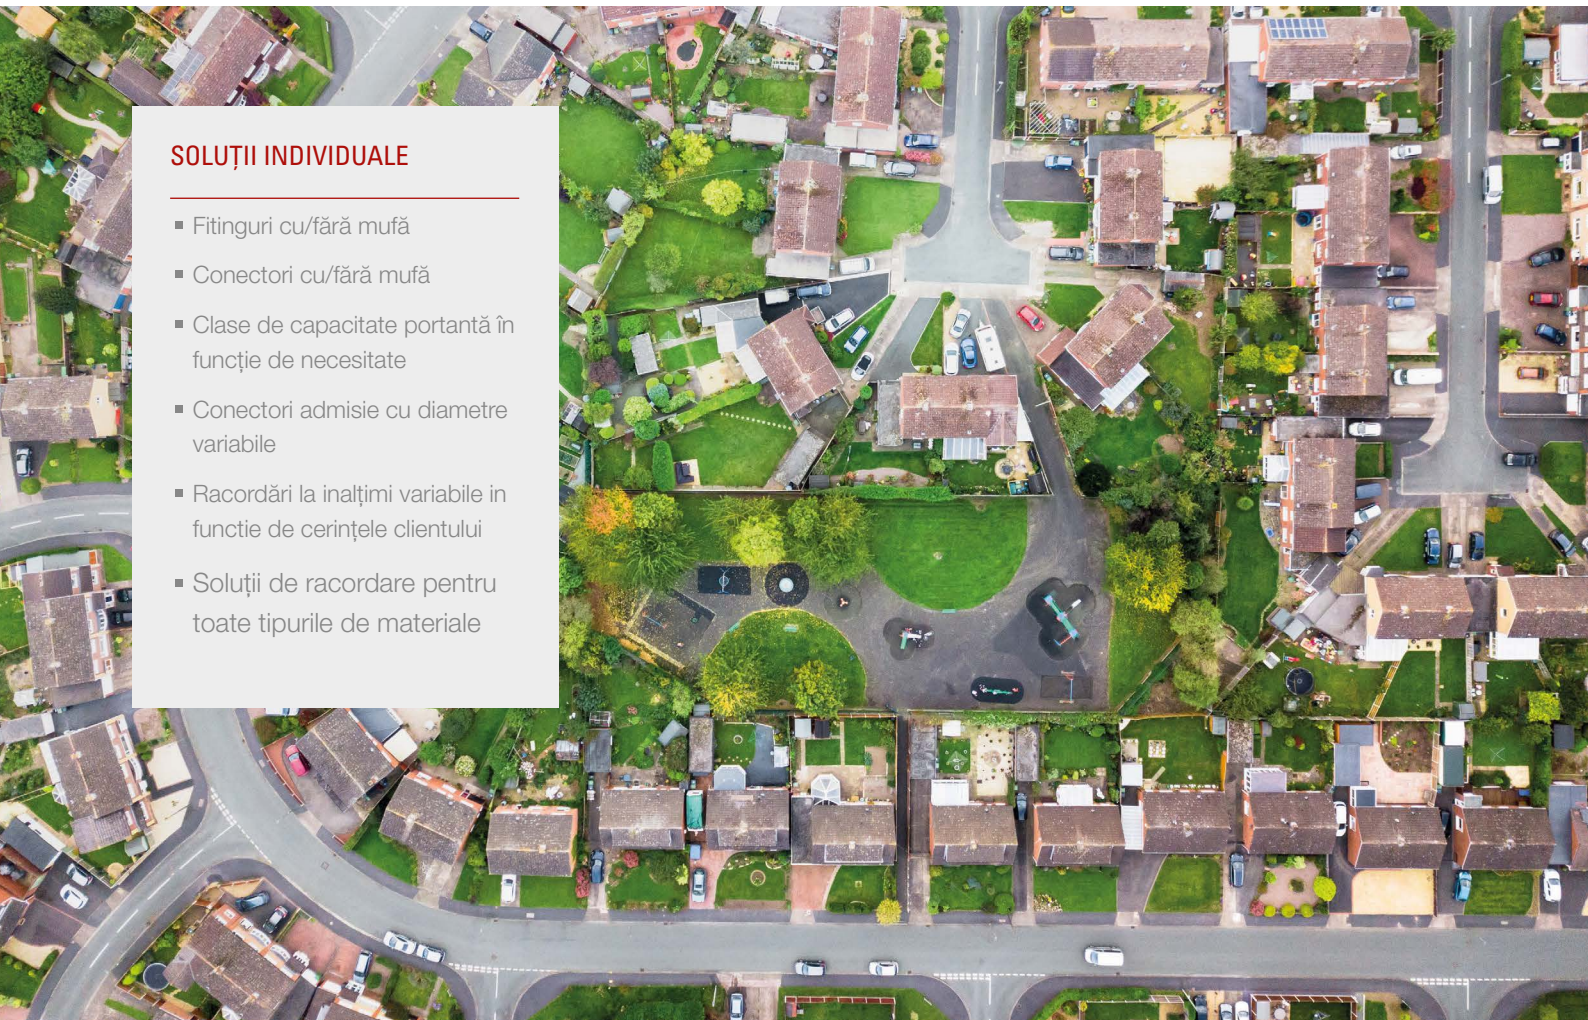 SOLUȚII INDIVIDUALE
▪ Fitinguri cu/fără mufă
▪ Conectori cu/fără mufă
▪ Clase de capacitate portantă în
funcție de necesitate
▪ Conectori admisie cu diametre
variabile
▪ Racordări la inalțimi variabile in
functie de cerințele clientului
▪ Soluții de racordare pentru
toate tipurile de materiale